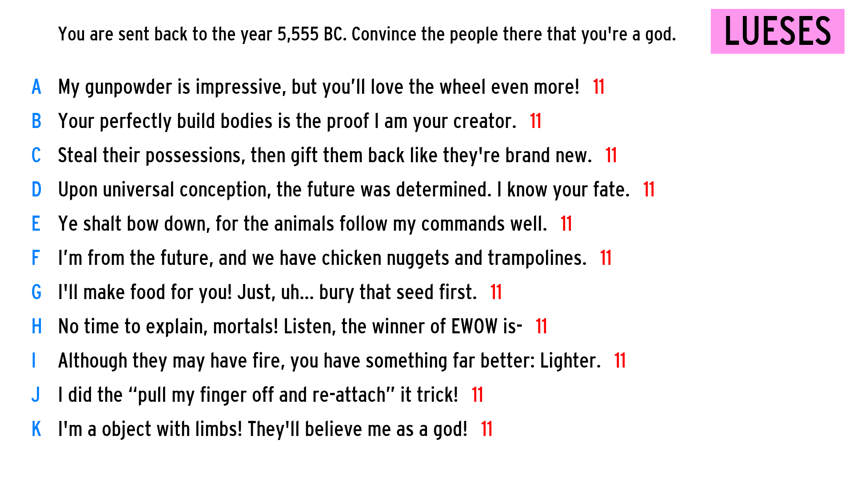 You are sent back to the year 5,555 BC. Convince the people there that you're a god.
LUESES
A My gunpowder is impressive, but you’ll love the wheel even more! 11
B Your perfectly build bodies is the proof I am your creator. 11
C Steal their possessions, then gift them back like they're brand new. 11
D Upon universal conception, the future was determined. I know your fate. 11
E Ye shalt bow down, for the animals follow my commands well. 11
F I’m from the future, and we have chicken nuggets and trampolines. 11
G I'll make food for you! Just, uh... bury that seed first. 11
H No time to explain, mortals! Listen, the winner of EWOW is- 11
I Although they may have fire, you have something far better: Lighter. 11
J I did the “pull my finger off and re-attach” it trick! 11
K I'm a object with limbs! They'll believe me as a god! 11